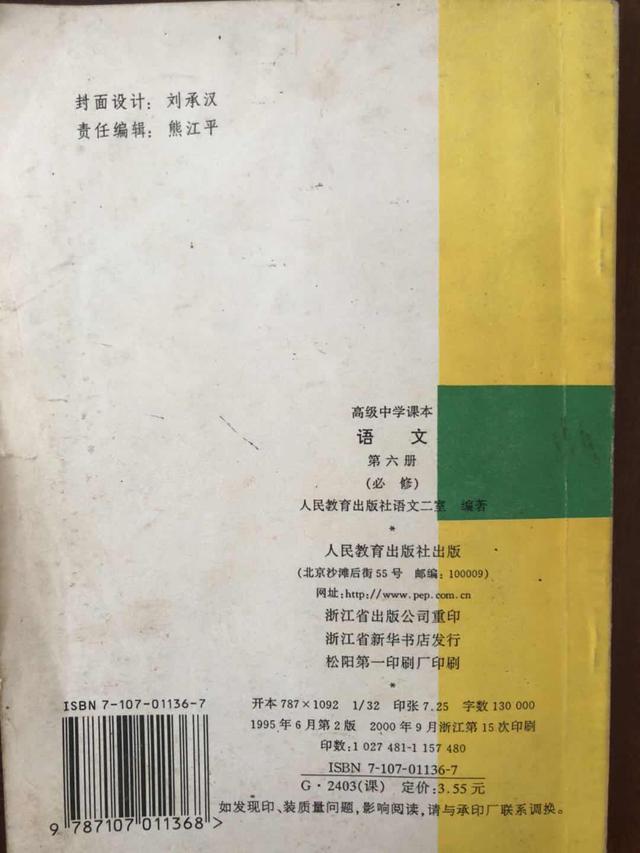 封面设计：刘承汉
责任编辑：熊江平
高级中学课本
语 文
第六册
（必 修）
人民教育出版社语文二室 编著
*
人民教育出版社出版
（北京沙滩后街55号 邮编：100009）
网址:http://www.pep.com.cn
浙江省出版公司重印
浙江省新华书店发行
松阳第一印刷厂印刷
*
开本 787×1092 1/32 印张 7.25 字数 130 000
1995年6月第2版 2000年9月浙江第15次印刷
印数:1 027 481-1 157 480
ISBN 7-107-01136-7
G·2403(课) 定价:3.55 元
如发现印、装质量问题,影响阅读,请与承印厂联系调换。
ISBN 7-107-01136-7
9 787107 011368